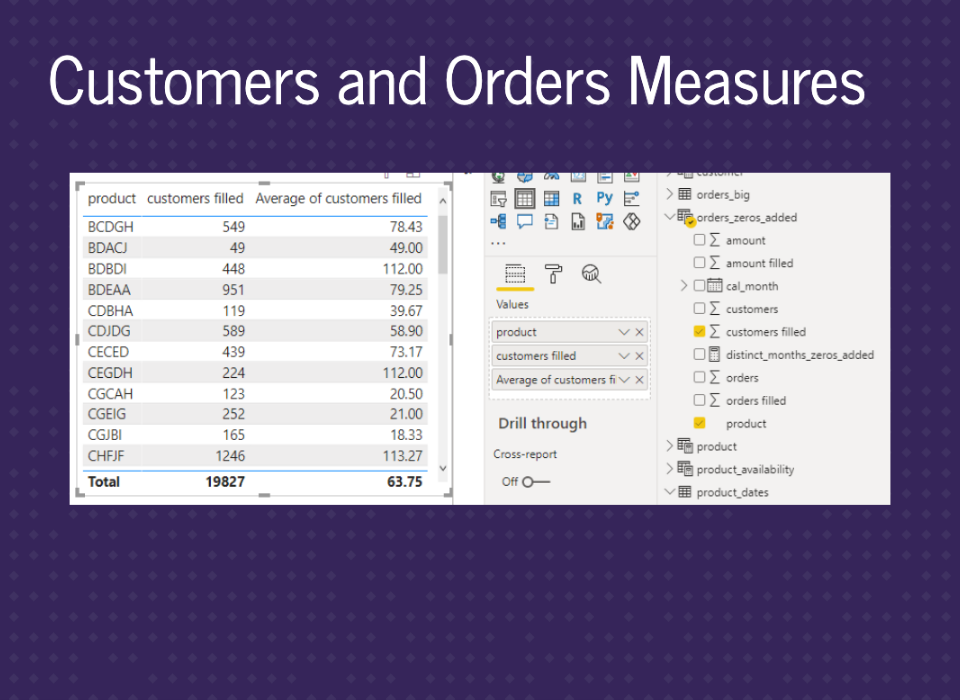 Customers and Orders Measures
product customers filled Average of customers filled
BCDGH 549 78.43
BDACJ 49 49.00
BDBDI 448 112.00
BDEAA 951 79.25
CDBHA 119 39.67
CDJDG 589 58.90
CECED 439 73.17
CEGDH 224 112.00
CGCAH 123 20.50
CGEIG 252 21.00
CGJBI 165 18.33
CHFJF 1246 113.27
Total 19827 63.75
R Py
...
Values
product
customers filled
Average of customers fi
Drill through
Cross-report
Off
customer
orders_big
orders_zeros_added
amount
amount filled
cal_month
customers
customers filled
distinct_months_zeros_added
orders
orders filled
product
product
product_availability
product_dates